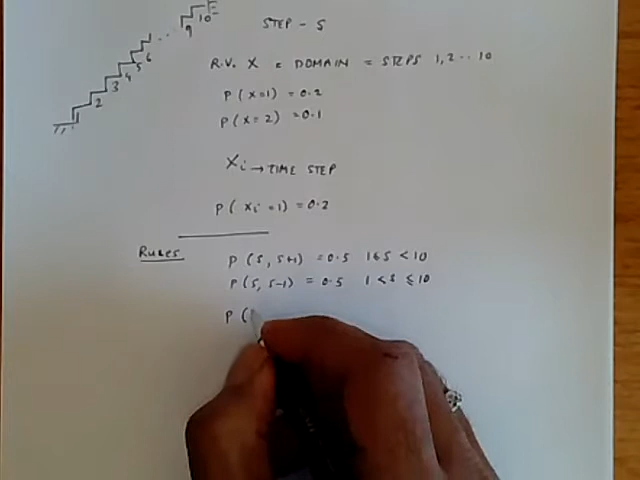 STEP - S
10
9
R.V. X ∈ DOMAIN = STEPS 1,2 .. 10
6
5
4
3
2
P(X=1) = 0.2
P(X=2) = 0.1
Xi → TIME STEP
P(Xi=1) = 0.2
RULES
P(S, S+1) = 0.5 1≤S<10
P(S, S-1) = 0.5 1<S≤10
P(